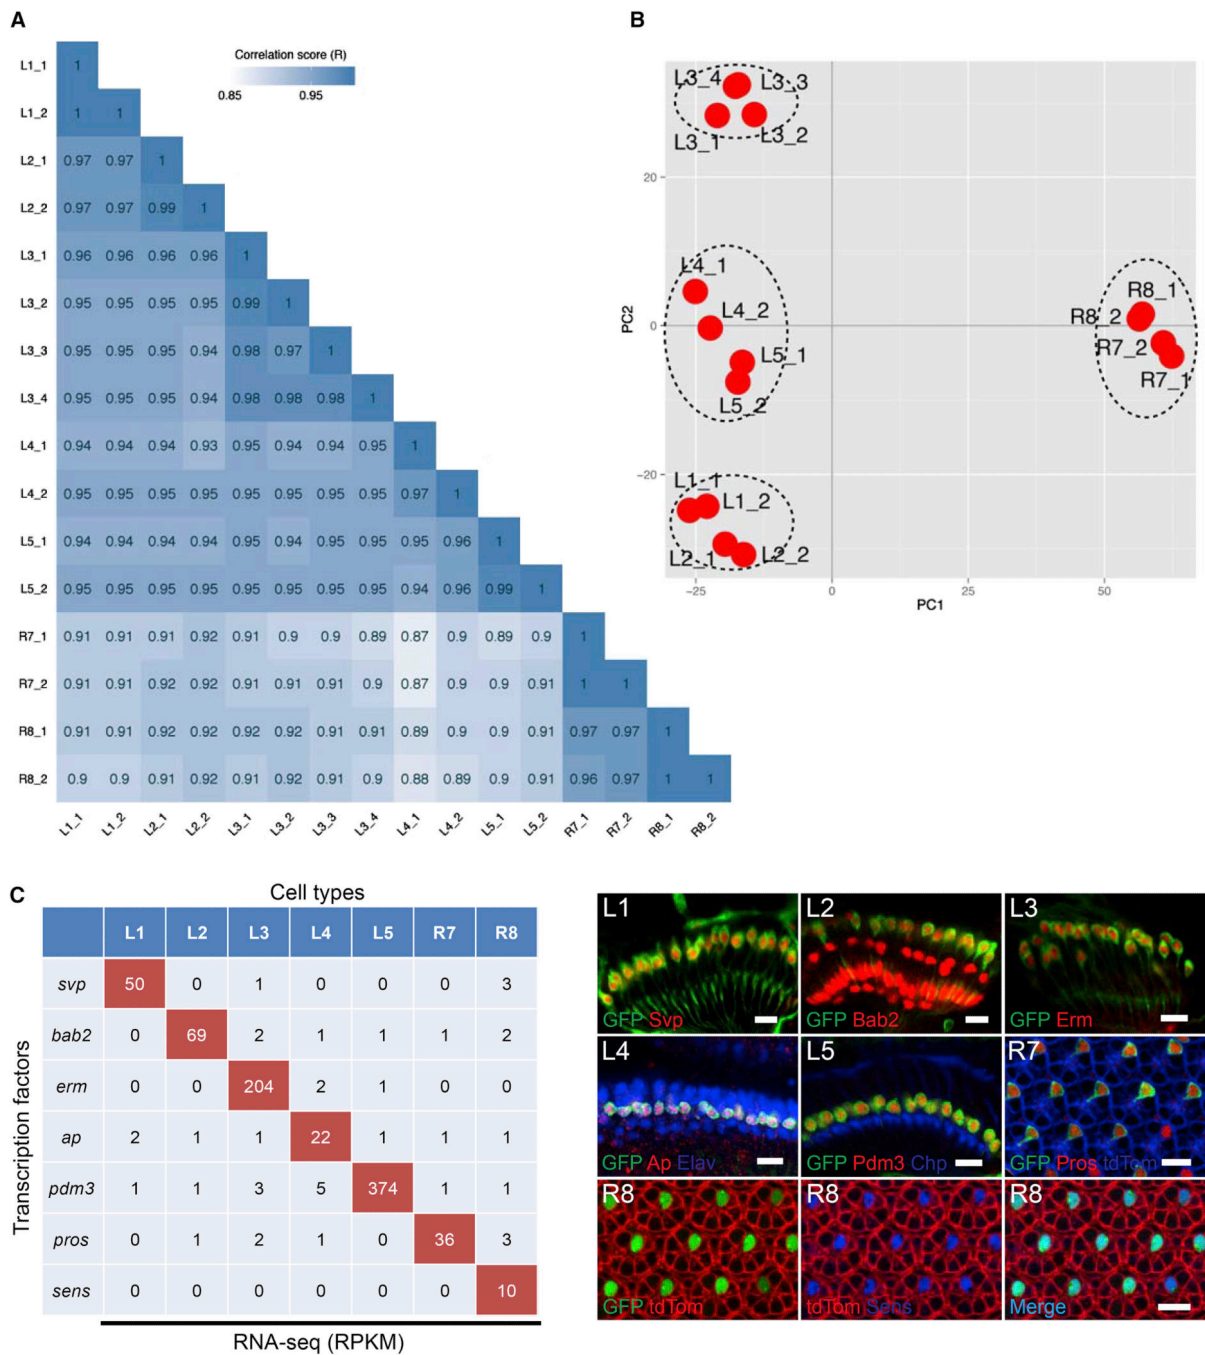 A
Correlation score (R)
0.85 0.95
L1_1 1
L1_2 1 1
L2_1 0.97 0.97 1
L2_2 0.97 0.97 0.99 1
L3_1 0.96 0.96 0.96 0.96 1
L3_2 0.95 0.95 0.95 0.95 0.99 1
L3_3 0.95 0.95 0.95 0.94 0.98 0.97 1
L3_4 0.95 0.95 0.95 0.94 0.98 0.98 0.98 1
L4_1 0.94 0.94 0.94 0.93 0.95 0.94 0.94 0.95 1
L4_2 0.95 0.95 0.95 0.95 0.95 0.95 0.95 0.95 0.97 1
L5_1 0.94 0.94 0.94 0.94 0.95 0.94 0.95 0.95 0.95 0.96 1
L5_2 0.95 0.95 0.95 0.95 0.95 0.95 0.95 0.95 0.94 0.96 0.99 1
R7_1 0.91 0.91 0.91 0.92 0.91 0.9 0.9 0.89 0.87 0.9 0.89 0.9 1
R7_2 0.91 0.91 0.92 0.92 0.91 0.91 0.91 0.9 0.87 0.9 0.9 0.91 1 1
R8_1 0.91 0.91 0.92 0.92 0.92 0.92 0.91 0.91 0.89 0.9 0.9 0.91 0.97 0.97 1
R8_2 0.9 0.9 0.91 0.92 0.91 0.92 0.91 0.9 0.88 0.89 0.9 0.91 0.96 0.97 1 1
L1_1 L1_2 L2_1 L2_2 L3_1 L3_2 L3_3 L3_4 L4_1 L4_2 L5_1 L5_2 R7_1 R7_2 R8_1 R8_2
B
L3_4 L3_3
L3_1 L3_2
20
L4_1
L4_2
R8_1
R8_2
0
PC2
L5_1
R7_2
L5_2
R7_1
−20
L1_1
L1_2
L2_1 L2_2
−25 0 25 50
PC1
C
Cell types
L1 L2 L3 L4 L5 R7 R8
Transcription factors
svp 50 0 1 0 0 0 3
bab2 0 69 2 1 1 1 2
erm 0 0 204 2 1 0 0
ap 2 1 1 22 1 1 1
pdm3 1 1 3 5 374 1 1
pros 0 1 2 1 0 36 3
sens 0 0 0 0 0 0 10
RNA-seq (RPKM)
L1
GFP Svp
L2
GFP Bab2
L3
GFP Erm
L4
GFP Ap Elav
L5
GFP Pdm3 Chp
R7
GFP Pros tdTom
R8
GFP tdTom
R8
tdTom Sens
R8
Merge